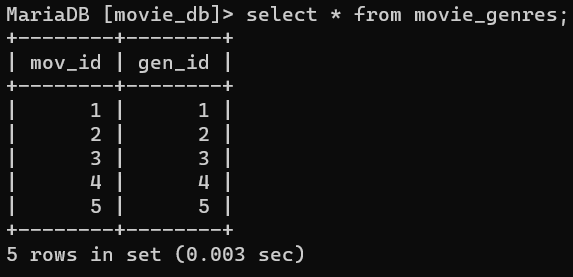 MariaDB [movie_db]> select * from movie_genres;
+--------+--------+
| mov_id | gen_id |
+--------+--------+
|      1 |      1 |
|      2 |      2 |
|      3 |      3 |
|      4 |      4 |
|      5 |      5 |
+--------+--------+
5 rows in set (0.003 sec)